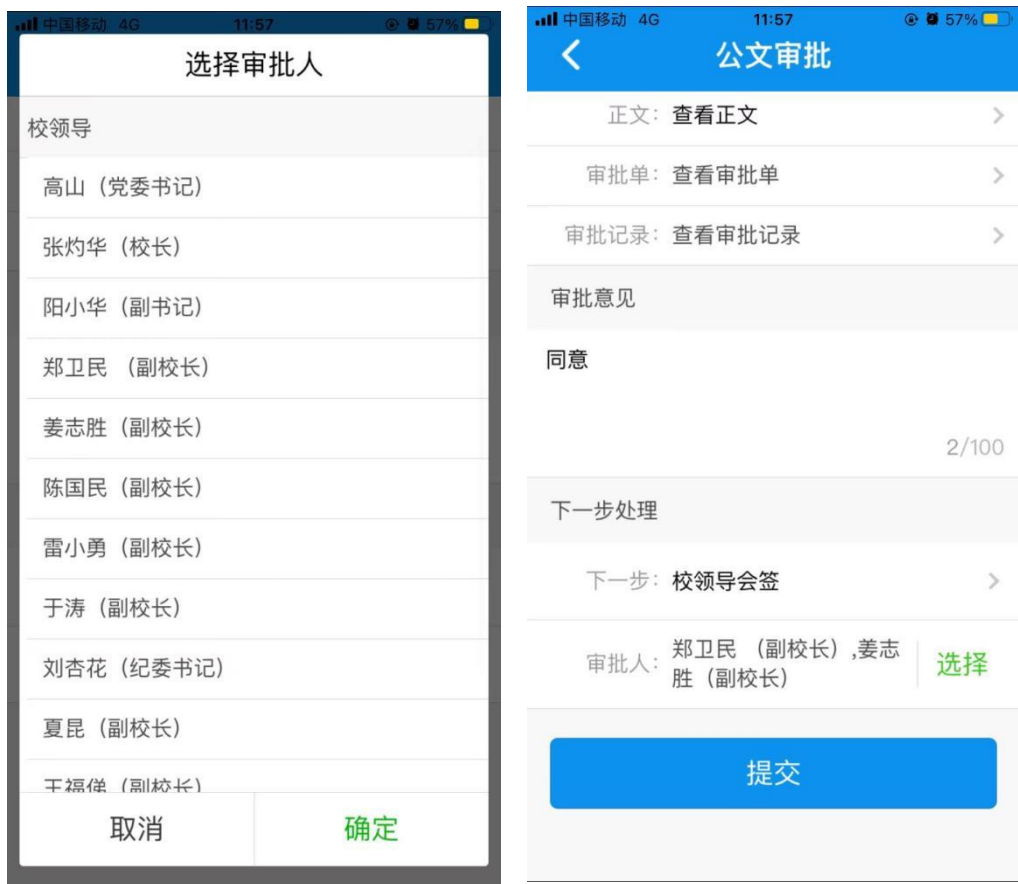 中国移动 4G 11:57 57%
选择审批人
校领导
高山（党委书记）
张灼华（校长）
阳小华（副书记）
郑卫民 （副校长）
姜志胜（副校长）
陈国民（副校长）
雷小勇（副校长）
于涛（副校长）
刘杏花（纪委书记）
夏昆（副校长）
王福俤（副校长）
取消 确定
中国移动 4G 11:57 57%
公文审批
正文: 查看正文
审批单: 查看审批单
审批记录: 查看审批记录
审批意见
同意
2/100
下一步处理
下一步: 校领导会签
审批人: 郑卫民 （副校长）,姜志
胜（副校长）
选择
提交